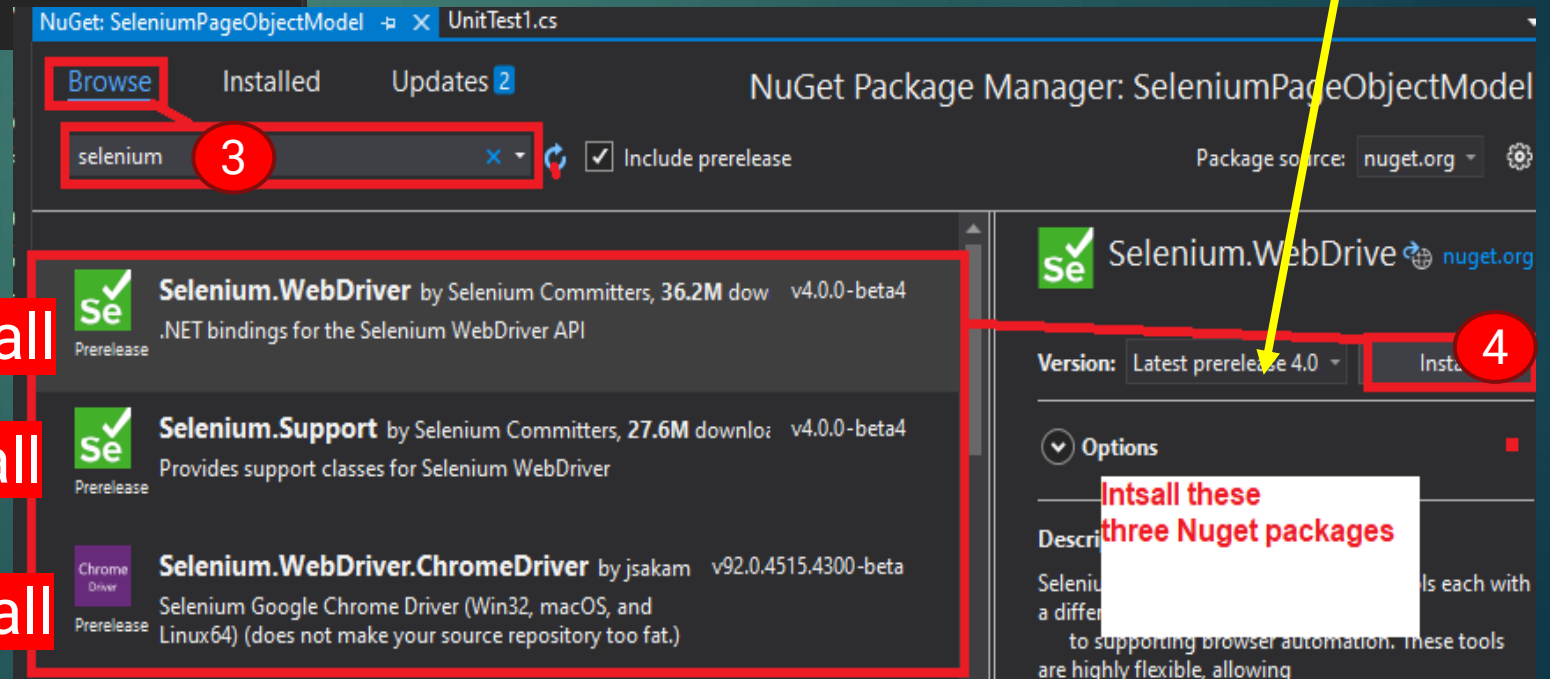 NuGet: SeleniumPageObjectModel UnitTest1.cs
Browse Installed Updates 2
NuGet Package Manager: SeleniumPageObjectModel
selenium 3 Include prerelease Package source: nuget.org
Selenium.WebDriver by Selenium Committers, 36.2M dow v4.0.0-beta4
.NET bindings for the Selenium WebDriver API
Se
Prerelease
all
Selenium.Support by Selenium Committers, 27.6M downloa v4.0.0-beta4
Provides support classes for Selenium WebDriver
Se
Prerelease
all
Selenium.WebDriver.ChromeDriver by jsakam v92.0.4515.4300-beta
Selenium Google Chrome Driver (Win32, macOS, and
Linux64) (does not make your source repository too fat.)
Chrome
Driver
Prerelease
all
Se
Selenium.WebDrive nuget.org
Version: Latest prerelease 4.0 Insta 4
Options
Intsall these
three Nuget packages
Descri
Seleniu ls each with
a differ
to supporting browser automation. These tools
are highly flexible, allowing